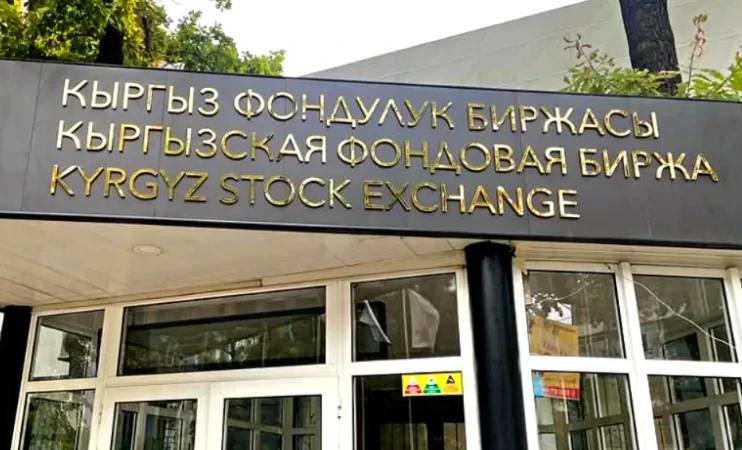 КЫРГЫЗ ФОНДУЛУК БИРЖАСЫ
КЫРГЫЗСКАЯ ФОНДОВАЯ БИРЖА
KYRGYZ STOCK EXCHANGE